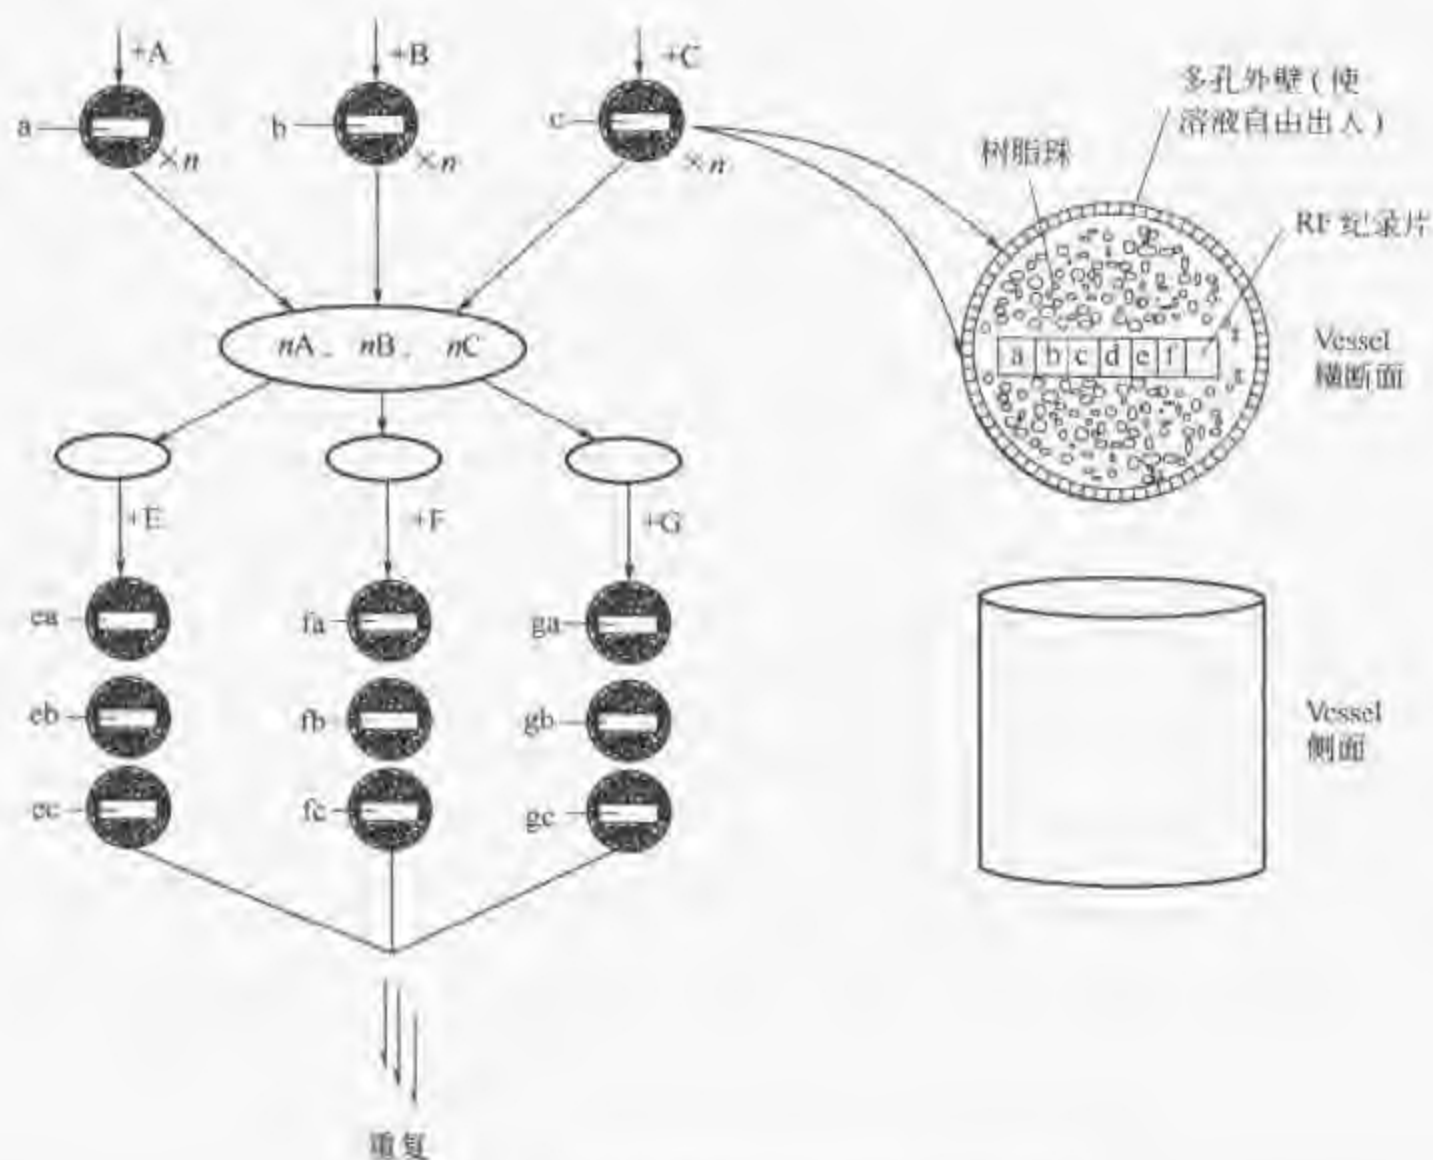 +A
+B
+C
a
b
c
×n
×n
×n
多孔外壁(使
溶液自由出入)
树脂珠
RF 纪录片
nA、 nB、 nC
a b c d e f
Vessel
横断面
+E
+F
+G
ea
fa
ga
eb
fb
gb
ec
fc
gc
Vessel
侧面
重复